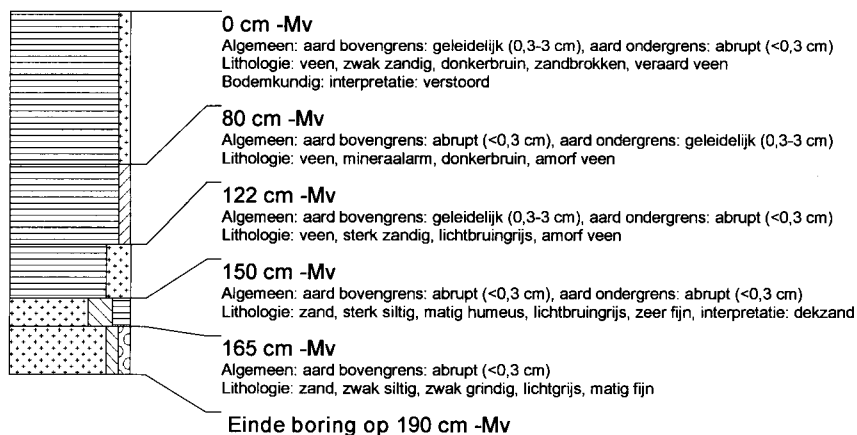 0 cm -Mv
Algemeen: aard bovengrens: geleidelijk (0,3-3 cm), aard ondergrens: abrupt (<0,3 cm)
Lithologie: veen, zwak zandig, donkerbruin, zandbrokken, veraard veen
Bodemkundig: interpretatie: verstoord
80 cm -Mv
Algemeen: aard bovengrens: abrupt (<0,3 cm), aard ondergrens: geleidelijk (0,3-3 cm)
Lithologie: veen, mineraalarm, donkerbruin, amorf veen
122 cm -Mv
Algemeen: aard bovengrens: geleidelijk (0,3-3 cm), aard ondergrens: abrupt (<0,3 cm)
Lithologie: veen, sterk zandig, lichtbruingrijs, amorf veen
150 cm -Mv
Algemeen: aard bovengrens: abrupt (<0,3 cm), aard ondergrens: abrupt (<0,3 cm)
Lithologie: zand, sterk siltig, matig humeus, lichtbruingrijs, zeer fijn, interpretatie: dekzand
165 cm -Mv
Algemeen: aard bovengrens: abrupt (<0,3 cm)
Lithologie: zand, zwak siltig, zwak grindig, lichtgrijs, matig fijn
Einde boring op 190 cm -Mv